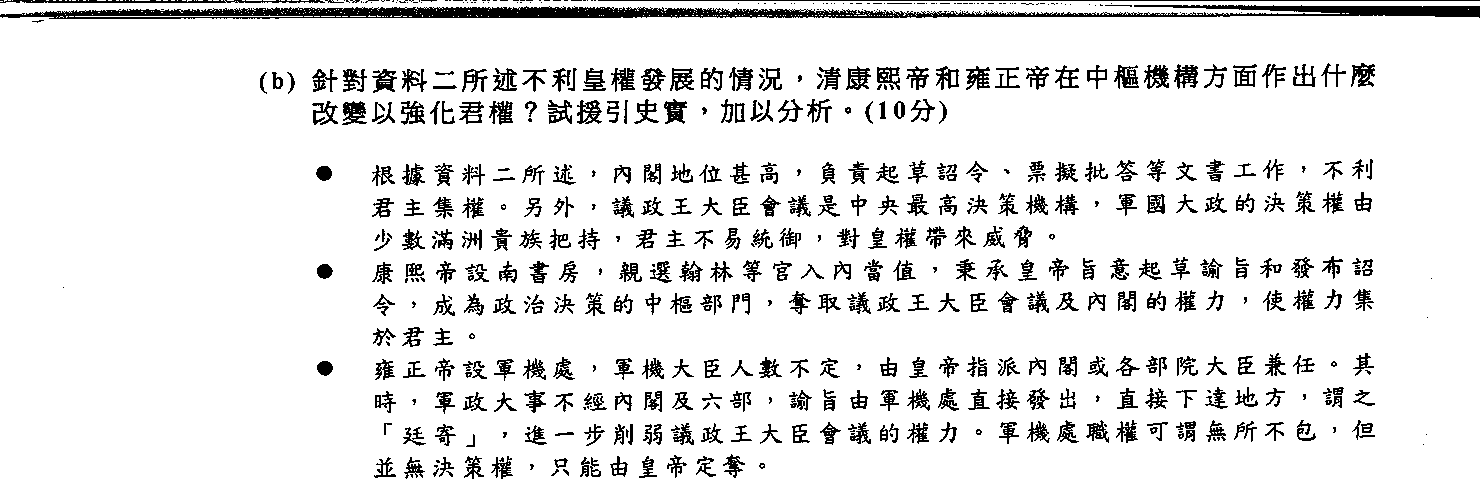 (b) 針對資料二所述不利皇權發展的情況，清康熙帝和雍正帝在中樞機構方面作出什麼
改變以強化君權？試援引史實，加以分析。(10分)
● 根據資料二所述，內閣地位甚高，負責起草詔令、票擬批答等文書工作，不利
君主集權。另外，議政王大臣會議是中央最高決策機構，軍國大政的決策權由
少數滿洲貴族把持，君主不易統御，對皇權帶來威脅。
● 康熙帝設南書房，親選翰林等官入內當值，秉承皇帝旨意起草諭旨和發布詔
令，成為政治決策的中樞部門，奪取議政王大臣會議及內閣的權力，使權力集
於君主。
● 雍正帝設軍機處，軍機大臣人數不定，由皇帝指派內閣或各部院大臣兼任。其
時，軍政大事不經內閣及六部，諭旨由軍機處直接發出，直接下達地方，謂之
「廷寄」，進一步削弱議政王大臣會議的權力。軍機處職權可謂無所不包，但
並無決策權，只能由皇帝定奪。